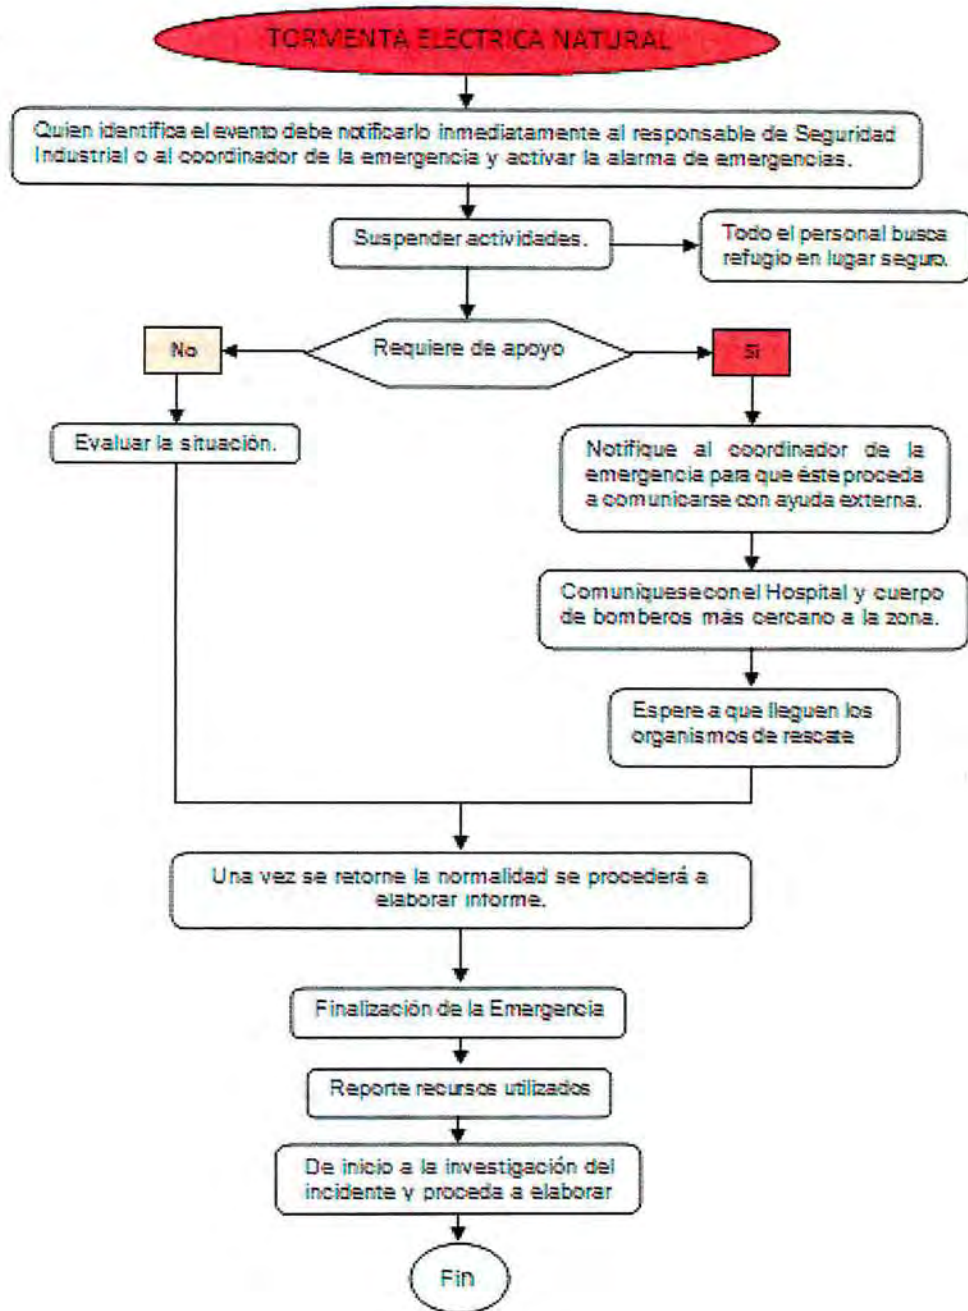 TORMENTA ELECTRICA NATURAL
Quien identifica el evento debe notificarlo inmediatamente al responsable de Seguridad
Industrial o al coordinador de la emergencia y activar la alarma de emergencias.
Suspender actividades.
Todo el personal busca
refugio en lugar seguro.
Requiere de apoyo
No
Si
Evaluar la situación.
Notifique al coordinador de la
emergencia para que éste proceda
a comunicarse con ayuda externa.
Comuníquese con el Hospital y cuerpo
de bomberos más cercano a la zona.
Espere a que lleguen los
organismos de rescate
Una vez se retorne la normalidad se procederá a
elaborar informe.
Finalización de la Emergencia
Reporte recursos utilizados
De inicio a la investigación del
incidente y proceda a elaborar
Fin